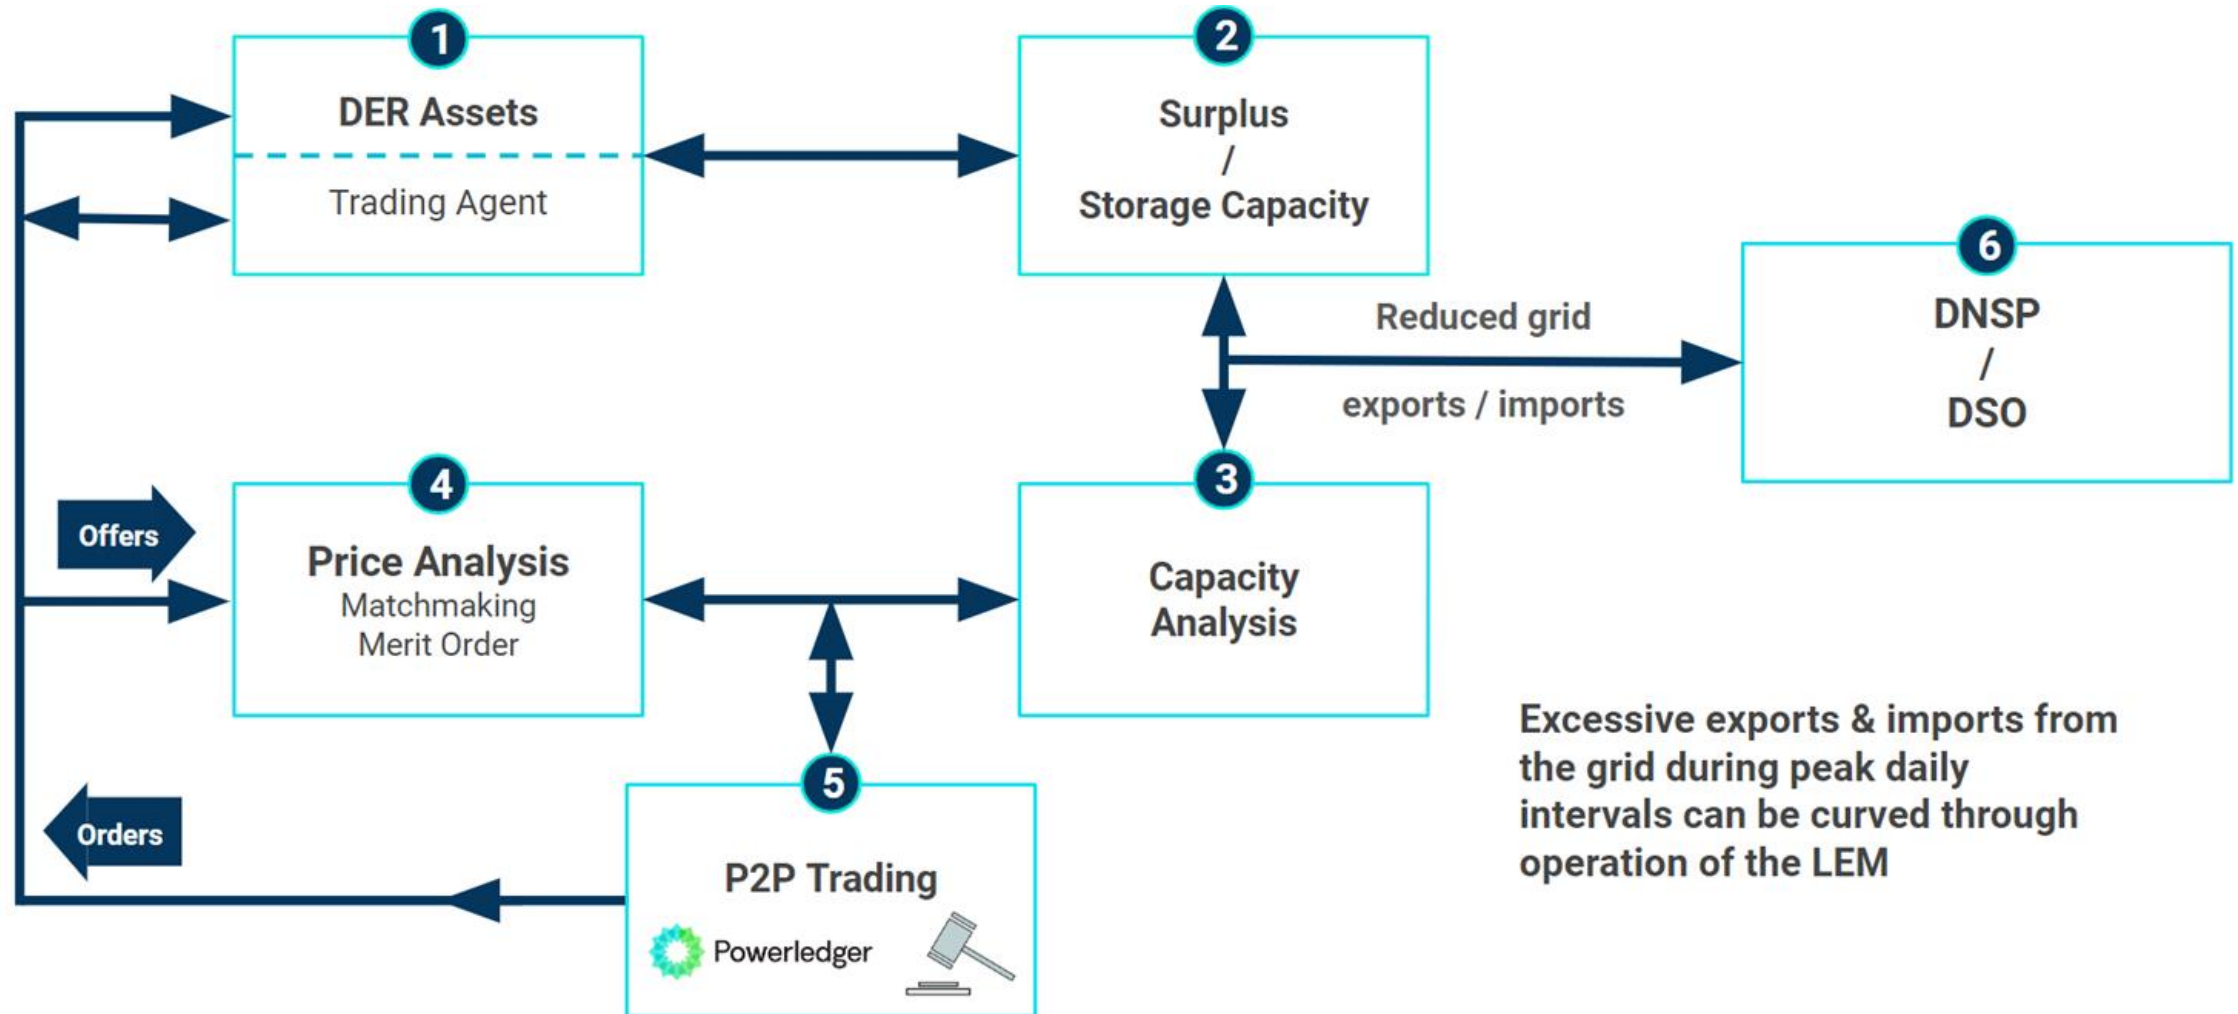 1
DER Assets
Trading Agent
2
Surplus
/
Storage Capacity
6
DNSP
/
DSO
Reduced grid
exports / imports
Offers
4
Price Analysis
Matchmaking
Merit Order
3
Capacity
Analysis
Orders
5
P2P Trading
Powerledger
Excessive exports & imports from
the grid during peak daily
intervals can be curved through
operation of the LEM